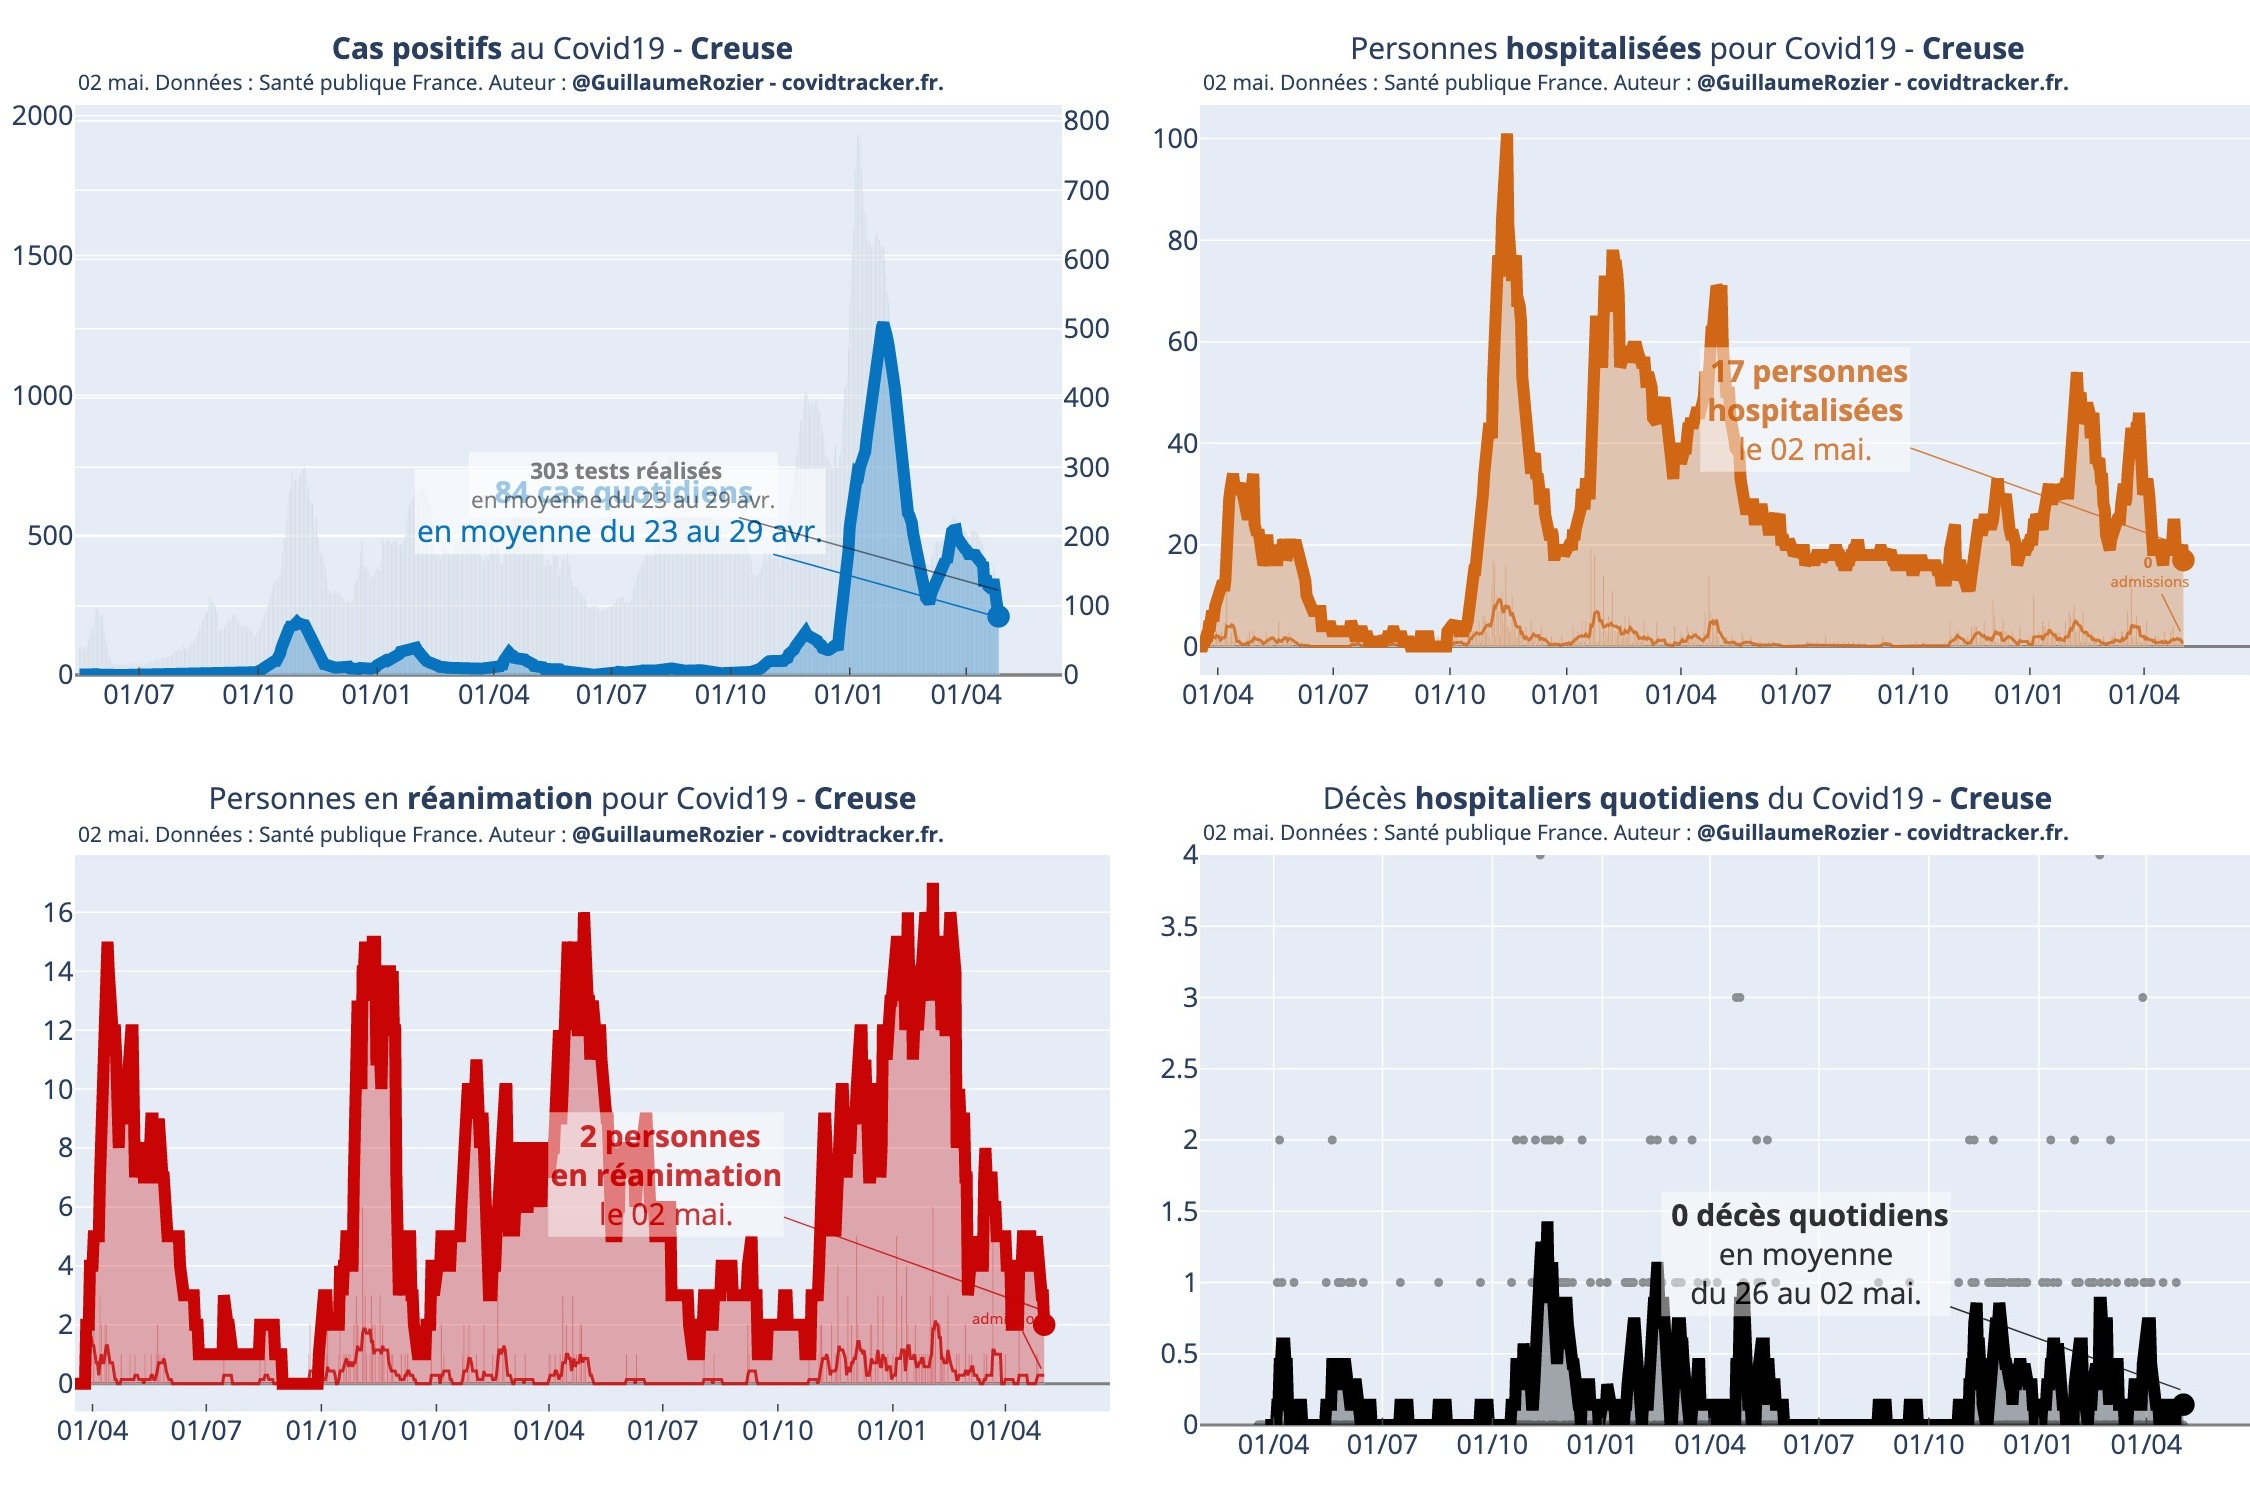 Cas positifs au Covid19 - Creuse
02 mai. Données : Santé publique France. Auteur : @GuillaumeRozier - covidtracker.fr.
2000
1500
1000
500
0
800
700
600
500
400
300
200
100
0
303 tests réalisés
en moyenne du 23 au 29 avr.
84 cas quotidiens
en moyenne du 23 au 29 avr.
01/07 01/10 01/01 01/04 01/07 01/10 01/01 01/04
Personnes hospitalisées pour Covid19 - Creuse
02 mai. Données : Santé publique France. Auteur : @GuillaumeRozier - covidtracker.fr.
100
80
60
40
20
0
17 personnes
hospitalisées
le 02 mai.
0
admissions
01/04 01/07 01/10 01/01 01/04 01/07 01/10 01/01 01/04
Personnes en réanimation pour Covid19 - Creuse
02 mai. Données : Santé publique France. Auteur : @GuillaumeRozier - covidtracker.fr.
16
14
12
10
8
6
4
2
0
2 personnes
en réanimation
le 02 mai.
01/04 01/07 01/10 01/01 01/04 01/07 01/10 01/01 01/04
Décès hospitaliers quotidiens du Covid19 - Creuse
02 mai. Données : Santé publique France. Auteur : @GuillaumeRozier - covidtracker.fr.
4
3.5
3
2.5
2
1.5
1
0.5
0
0 décès quotidiens
en moyenne
du 26 au 02 mai.
01/04 01/07 01/10 01/01 01/04 01/07 01/10 01/01 01/04